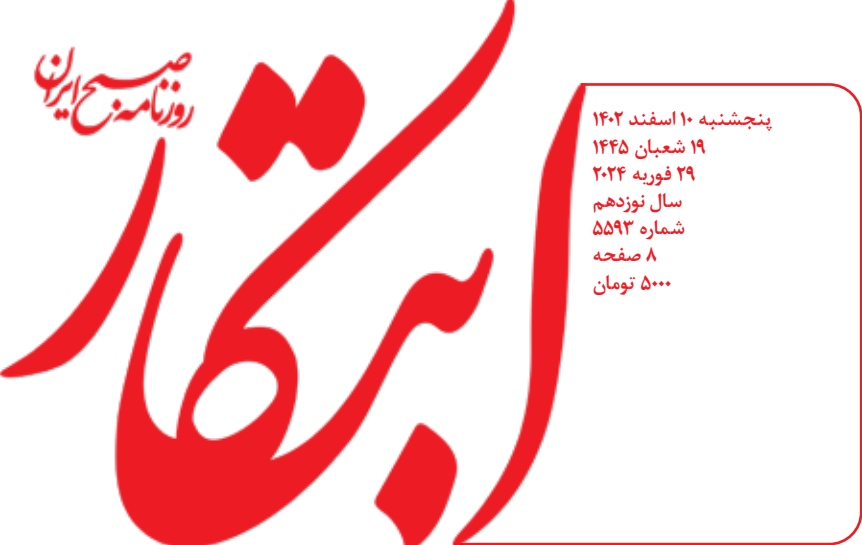 ابتکار
روزنامه صبح ایران
پنجشنبه ۱۰ اسفند ۱۴۰۲
۱۹ شعبان ۱۴۴۵
۲۹ فوریه ۲۰۲۴
سال نوزدهم
شماره ۵۵۹۳
۸ صفحه
۵۰۰۰ تومان